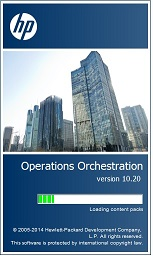 hp
Operations Orchestration
version 10.20
Loading content packs
© 2005-2014 Hewlett-Packard Development Company,
L.P. All rights reserved.
This software is protected by international copyright law.